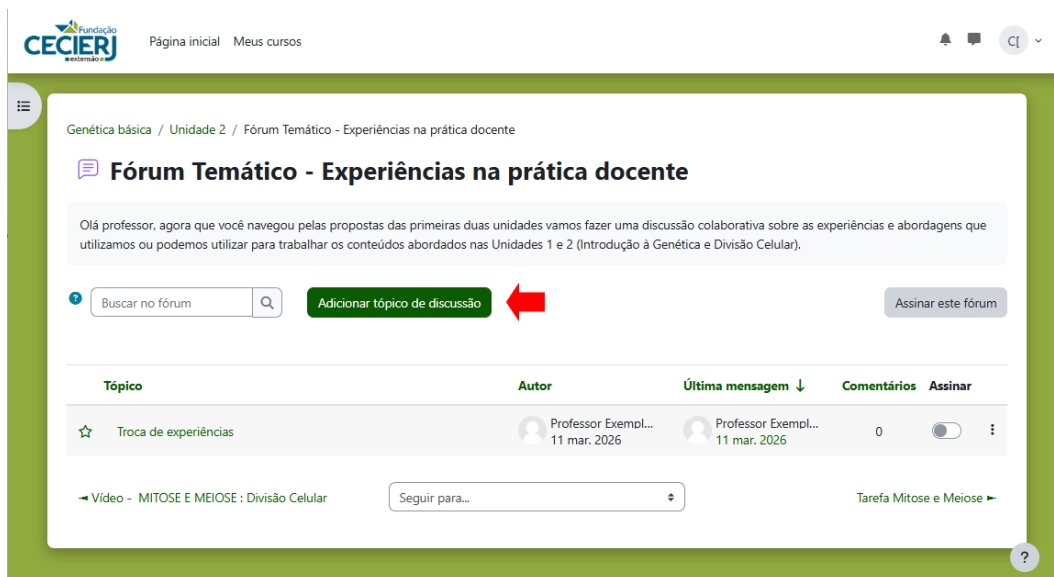 Fundação
CECIERJ
extensão
Página inicial Meus cursos
C[
Genética básica / Unidade 2 / Fórum Temático - Experiências na prática docente
Fórum Temático - Experiências na prática docente
Olá professor, agora que você navegou pelas propostas das primeiras duas unidades vamos fazer uma discussão colaborativa sobre as experiências e abordagens que
utilizamos ou podemos utilizar para trabalhar os conteúdos abordados nas Unidades 1 e 2 (Introdução à Genética e Divisão Celular).
? Buscar no fórum Adicionar tópico de discussão Assinar este fórum
Tópico Autor Última mensagem ↓ Comentários Assinar
Troca de experiências Professor Exempl... Professor Exempl... 0
11 mar. 2026 11 mar. 2026
◄ Vídeo - MITOSE E MEIOSE : Divisão Celular Seguir para... Tarefa Mitose e Meiose ►
?